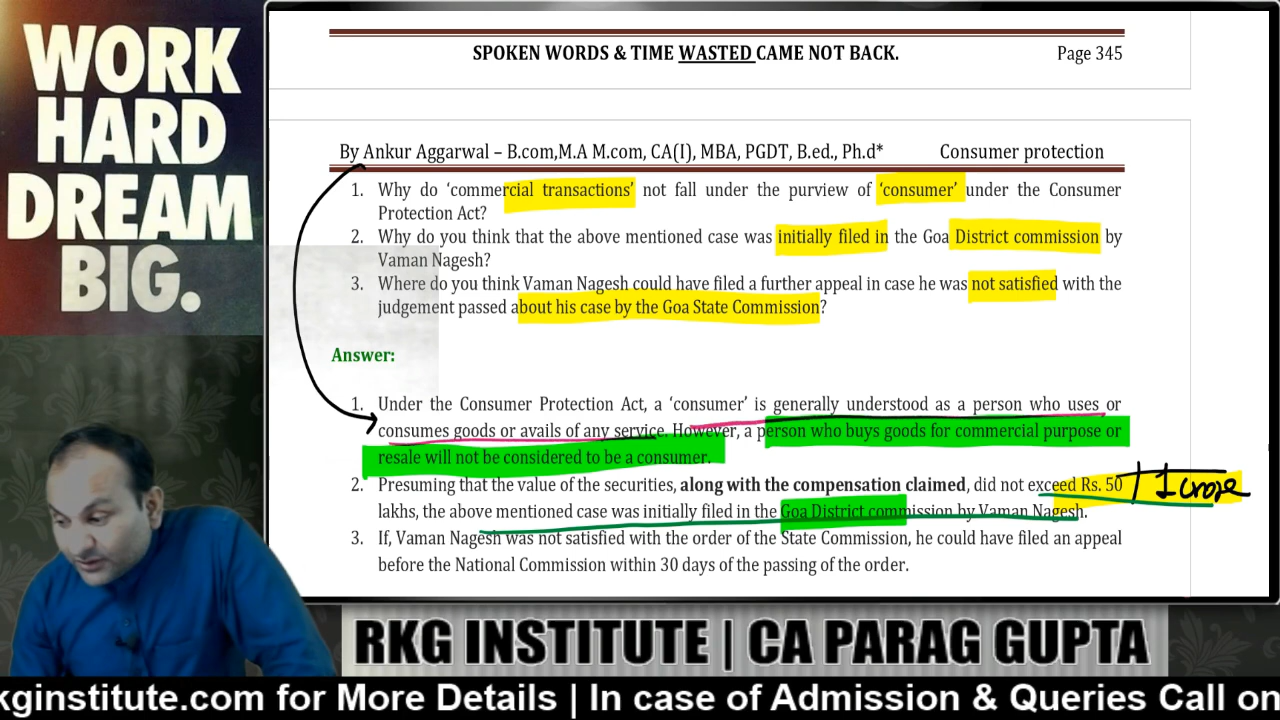 WORK
HARD
DREAM
BIG.
SPOKEN WORDS & TIME WASTED CAME NOT BACK. Page 345
By Ankur Aggarwal – B.com,M.A M.com, CA(I), MBA, PGDT, B.ed., Ph.d* Consumer protection
1. Why do ‘commercial transactions’ not fall under the purview of ‘consumer’ under the Consumer
Protection Act?
2. Why do you think that the above mentioned case was initially filed in the Goa District commission by
Vaman Nagesh?
3. Where do you think Vaman Nagesh could have filed a further appeal in case he was not satisfied with the
judgement passed about his case by the Goa State Commission?
Answer:
1. Under the Consumer Protection Act, a ‘consumer’ is generally understood as a person who uses or
consumes goods or avails of any service. However, a person who buys goods for commercial purpose or
resale will not be considered to be a consumer.
2. Presuming that the value of the securities, along with the compensation claimed, did not exceed Rs. 50 / 1 crore
lakhs, the above mentioned case was initially filed in the Goa District commission by Vaman Nagesh.
3. If, Vaman Nagesh was not satisfied with the order of the State Commission, he could have filed an appeal
before the National Commission within 30 days of the passing of the order.
RKG INSTITUTE | CA PARAG GUPTA
kginstitute.com for More Details | In case of Admission & Queries Call on